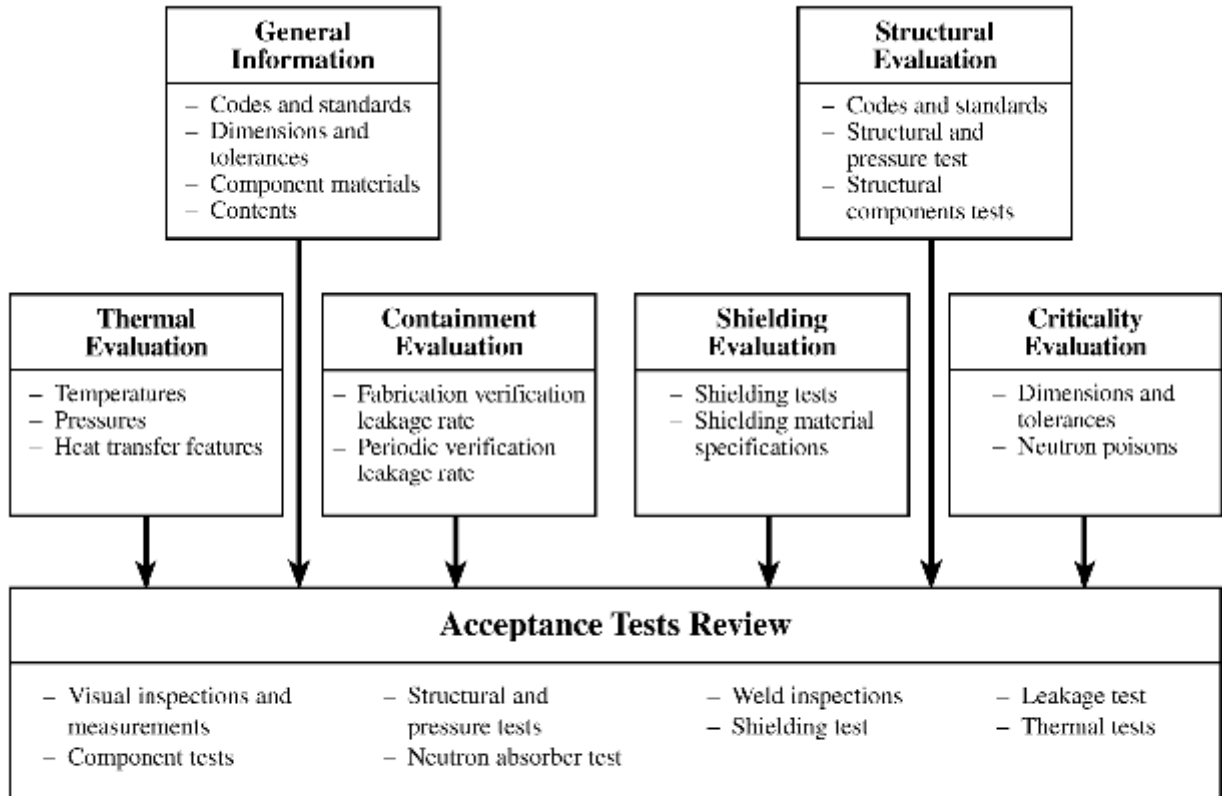 General
Information
– Codes and standards
– Dimensions and
tolerances
– Component materials
– Contents
Structural
Evaluation
– Codes and standards
– Structural and
pressure test
– Structural
components tests
Thermal
Evaluation
– Temperatures
– Pressures
– Heat transfer features
Containment
Evaluation
– Fabrication verification
leakage rate
– Periodic verification
leakage rate
Shielding
Evaluation
– Shielding tests
– Shielding material
specifications
Criticality
Evaluation
– Dimensions and
tolerances
– Neutron poisons
Acceptance Tests Review
– Visual inspections and
measurements
– Component tests
– Structural and
pressure tests
– Neutron absorber test
– Weld inspections
– Shielding test
– Leakage test
– Thermal tests